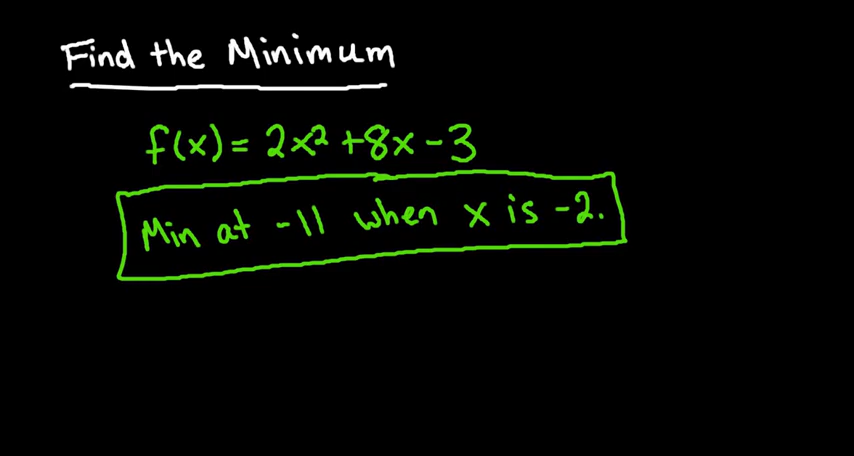 Find the Minimum
f(x) = 2x² + 8x - 3
Min at -11 when x is -2.